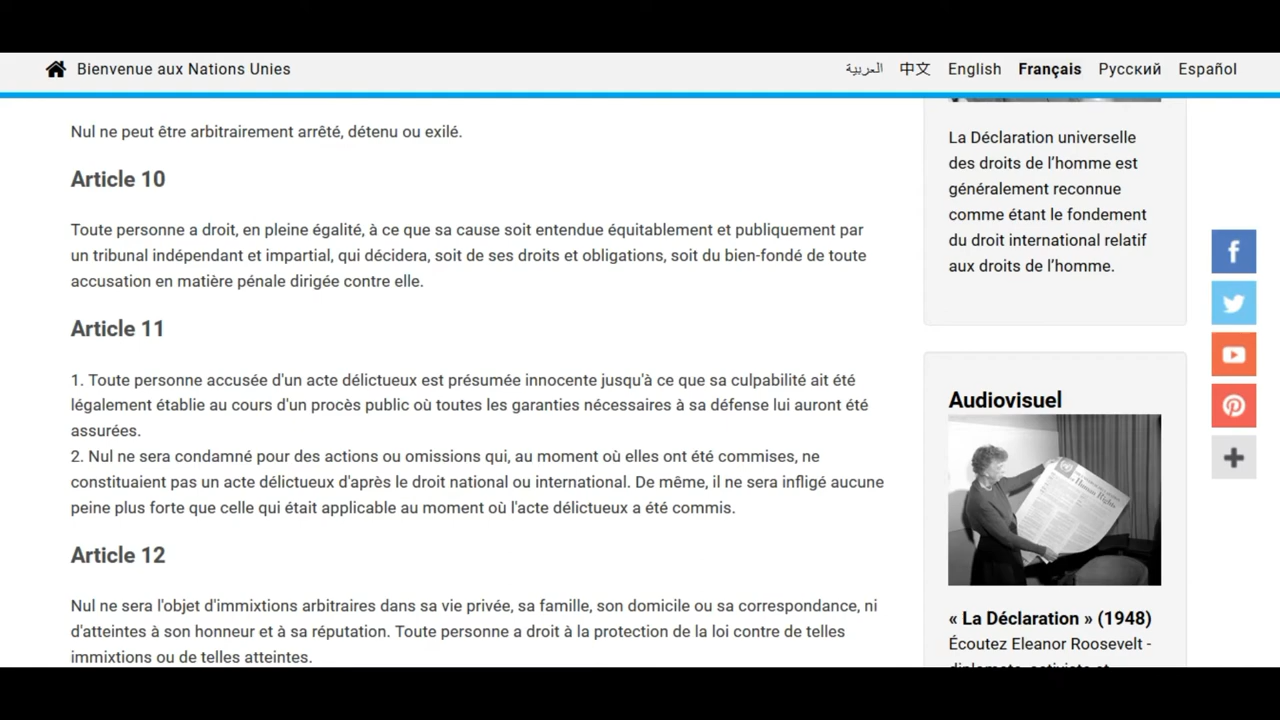 Bienvenue aux Nations Unies
العربية 中文 English Français Русский Español
Nul ne peut être arbitrairement arrêté, détenu ou exilé.
Article 10
Toute personne a droit, en pleine égalité, à ce que sa cause soit entendue équitablement et publiquement par
un tribunal indépendant et impartial, qui décidera, soit de ses droits et obligations, soit du bien-fondé de toute
accusation en matière pénale dirigée contre elle.
Article 11
1. Toute personne accusée d'un acte délictueux est présumée innocente jusqu'à ce que sa culpabilité ait été
légalement établie au cours d'un procès public où toutes les garanties nécessaires à sa défense lui auront été
assurées.
2. Nul ne sera condamné pour des actions ou omissions qui, au moment où elles ont été commises, ne
constituaient pas un acte délictueux d'après le droit national ou international. De même, il ne sera infligé aucune
peine plus forte que celle qui était applicable au moment où l'acte délictueux a été commis.
Article 12
Nul ne sera l'objet d'immixtions arbitraires dans sa vie privée, sa famille, son domicile ou sa correspondance, ni
d'atteintes à son honneur et à sa réputation. Toute personne a droit à la protection de la loi contre de telles
immixtions ou de telles atteintes.
La Déclaration universelle
des droits de l’homme est
généralement reconnue
comme étant le fondement
du droit international relatif
aux droits de l’homme.
Audiovisuel
Human Rights
« La Déclaration » (1948)
Écoutez Eleanor Roosevelt -